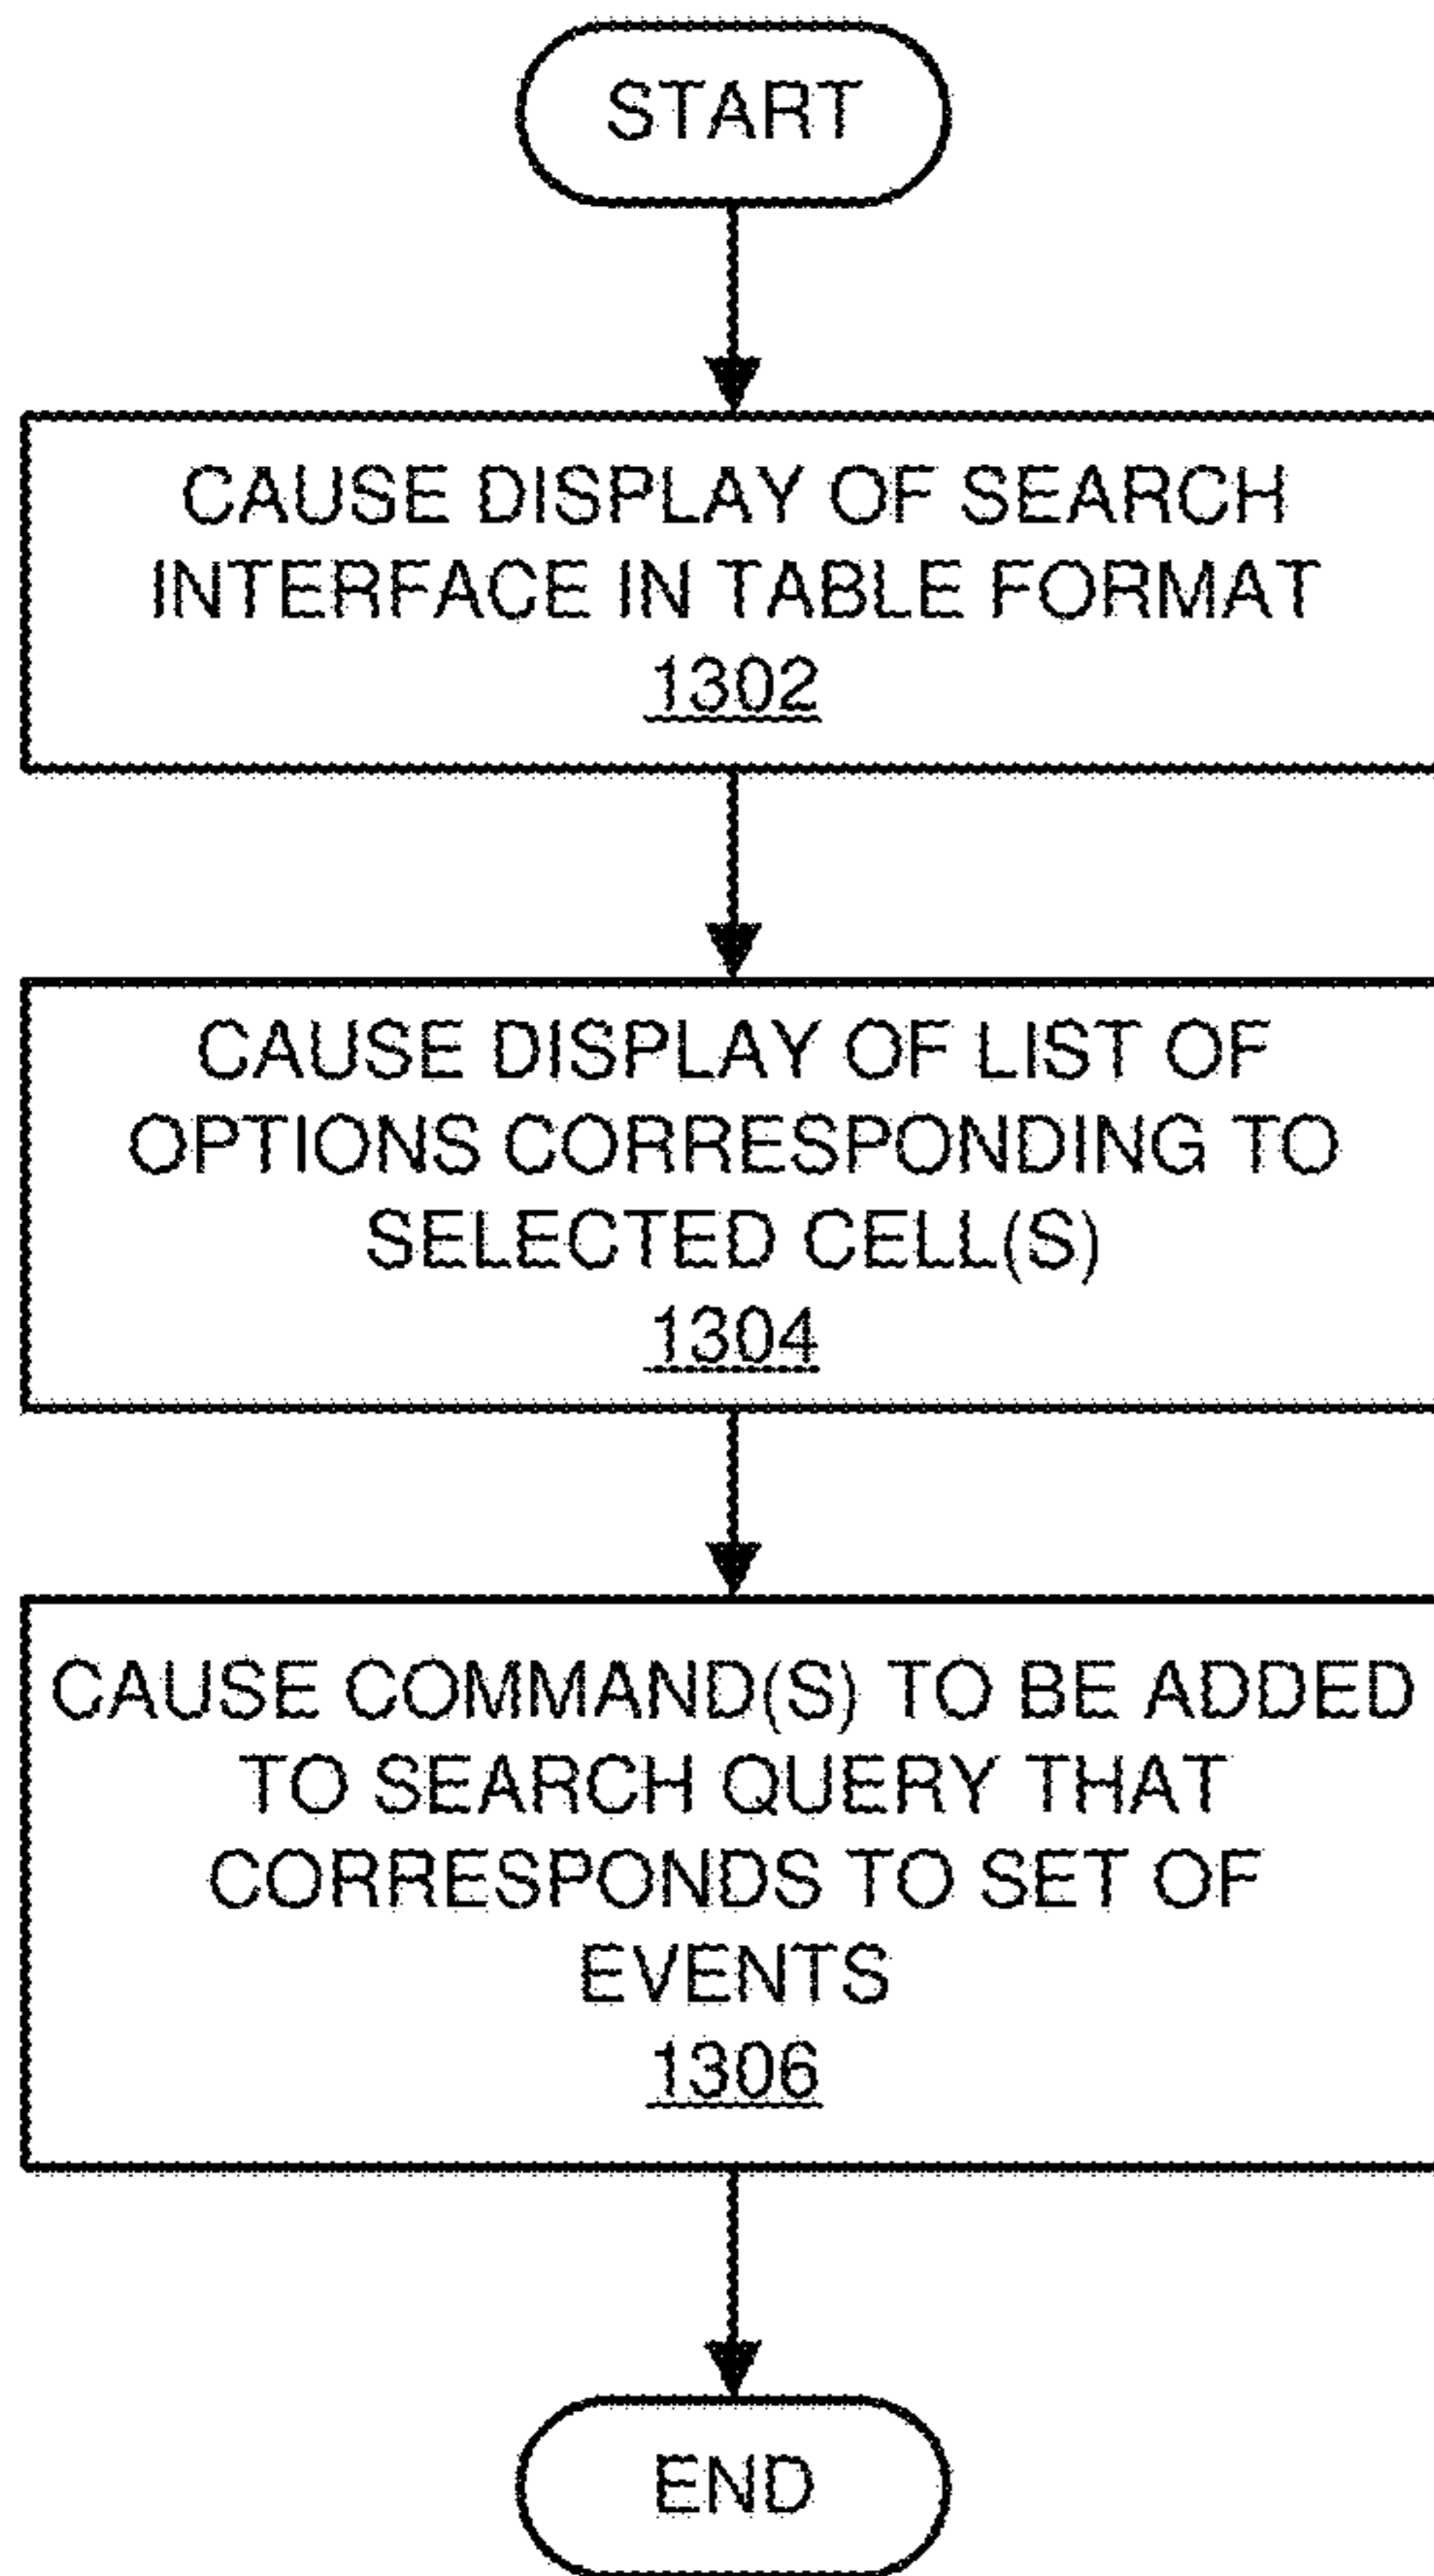 START
CAUSE DISPLAY OF SEARCH
INTERFACE IN TABLE FORMAT
1302
CAUSE DISPLAY OF LIST OF
OPTIONS CORRESPONDING TO
SELECTED CELL(S)
1304
CAUSE COMMAND(S) TO BE ADDED
TO SEARCH QUERY THAT
CORRESPONDS TO SET OF
EVENTS
1306
END